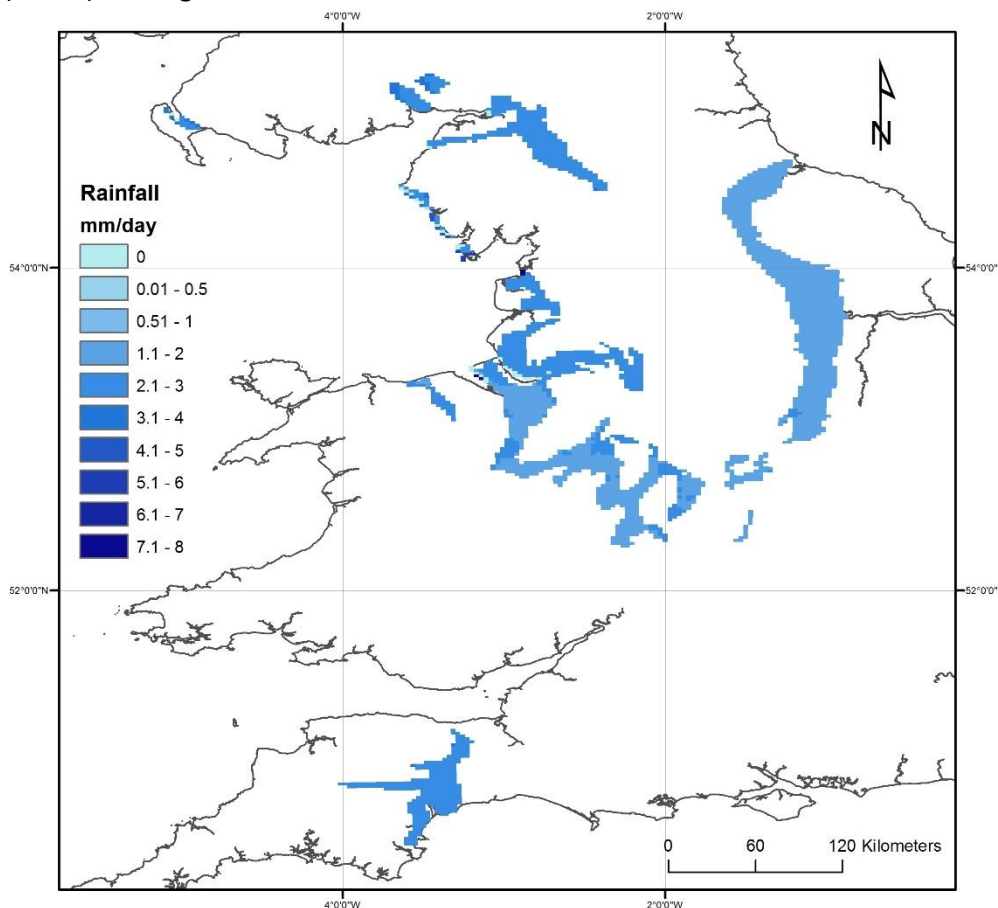 4°0'0"W 2°0'0"W
N
Rainfall
mm/day
0
0.01 - 0.5
0.51 - 1
1.1 - 2
2.1 - 3
3.1 - 4
4.1 - 5
5.1 - 6
6.1 - 7
7.1 - 8
54°0'0"N 54°0'0"N
52°0'0"N 52°0'0"N
0 60 120 Kilometers
4°0'0"W 2°0'0"W